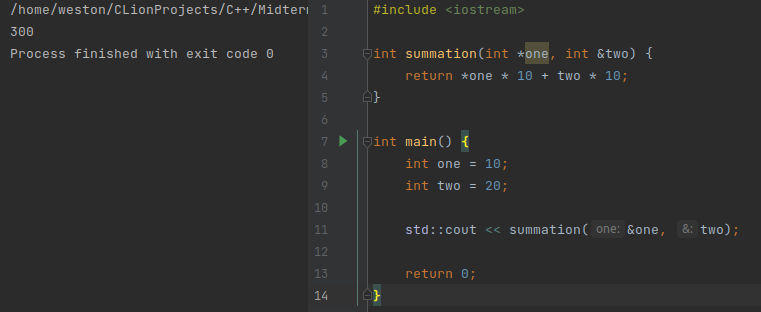 /home/weston/CLionProjects/C++/Midter
300
Process finished with exit code 0
1 #include <iostream>
2
3 int summation(int *one, int &two) {
4 return *one * 10 + two * 10;
5 }
6
7 int main() {
8 int one = 10;
9 int two = 20;
10
11 std::cout << summation( one: &one, &: two);
12
13 return 0;
14 }